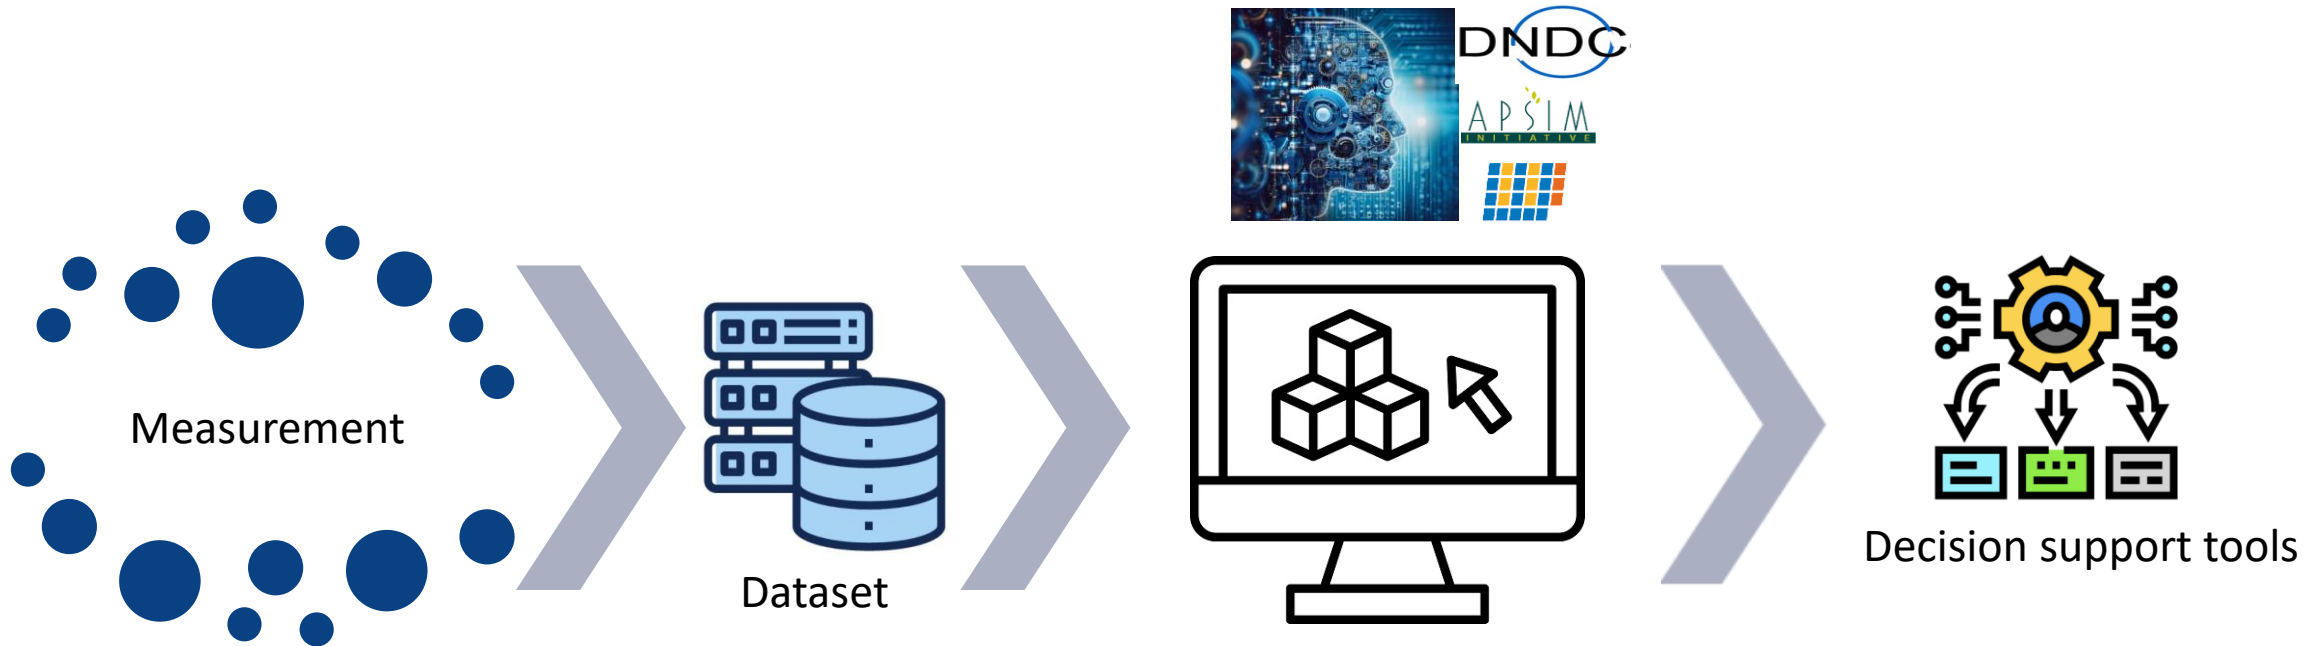 DNDC
APSIM
INITIATIVE
Measurement
Dataset
Decision support tools